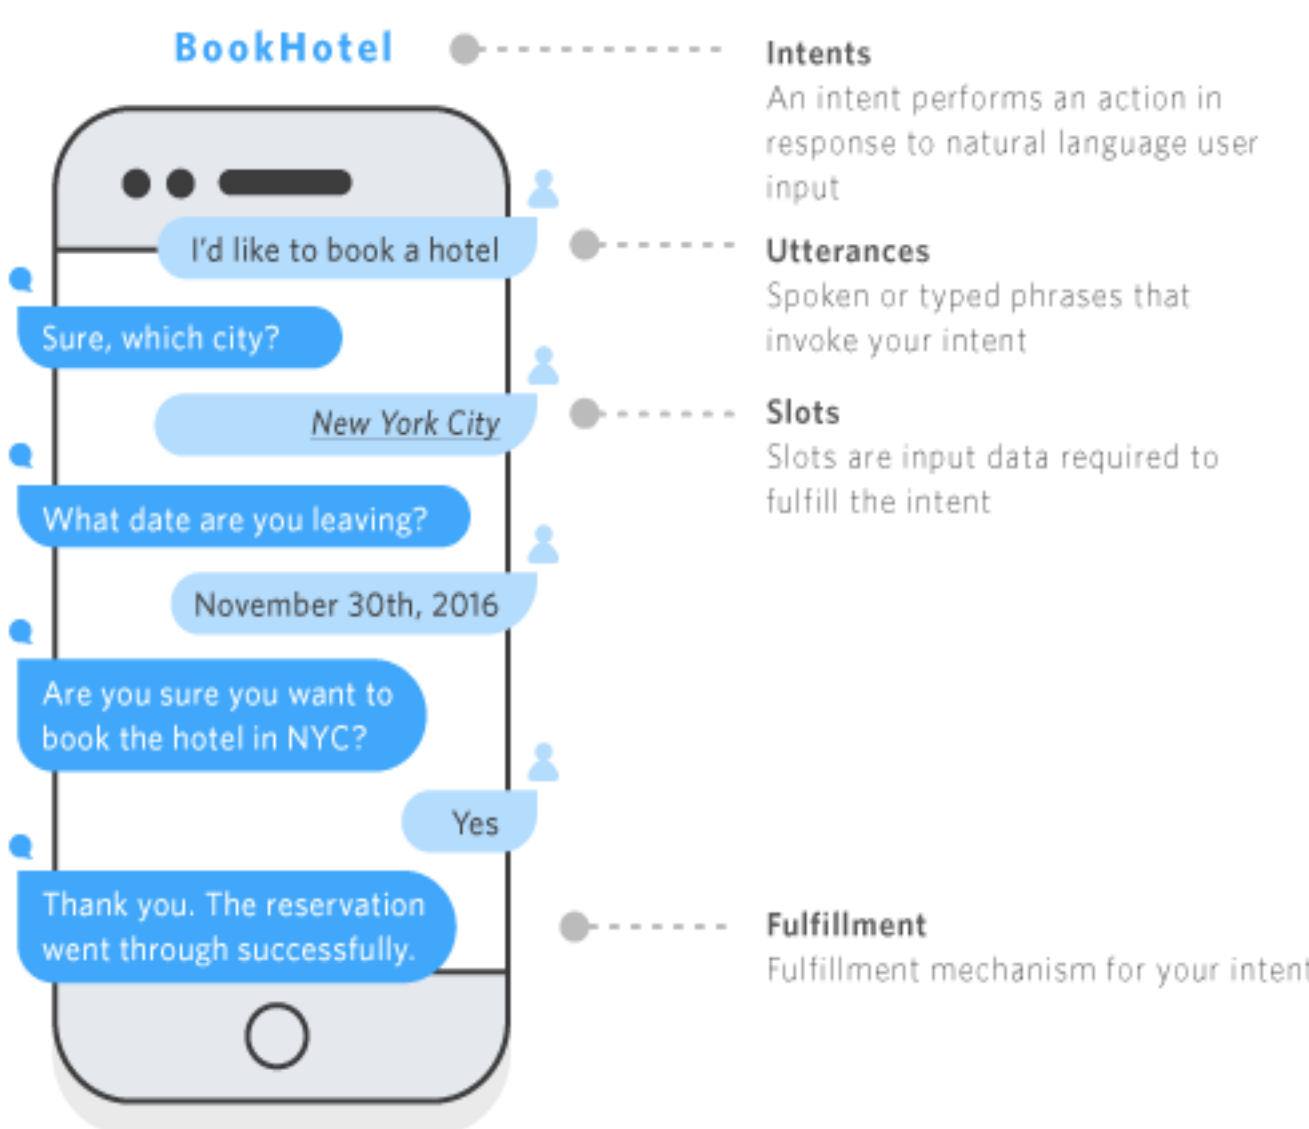 BookHotel
Intents
An intent performs an action in
response to natural language user
input
I'd like to book a hotel
Utterances
Spoken or typed phrases that
invoke your intent
Sure, which city?
New York City
Slots
Slots are input data required to
fulfill the intent
What date are you leaving?
November 30th, 2016
Are you sure you want to
book the hotel in NYC?
Yes
Thank you. The reservation
went through successfully.
Fulfillment
Fulfillment mechanism for your intent